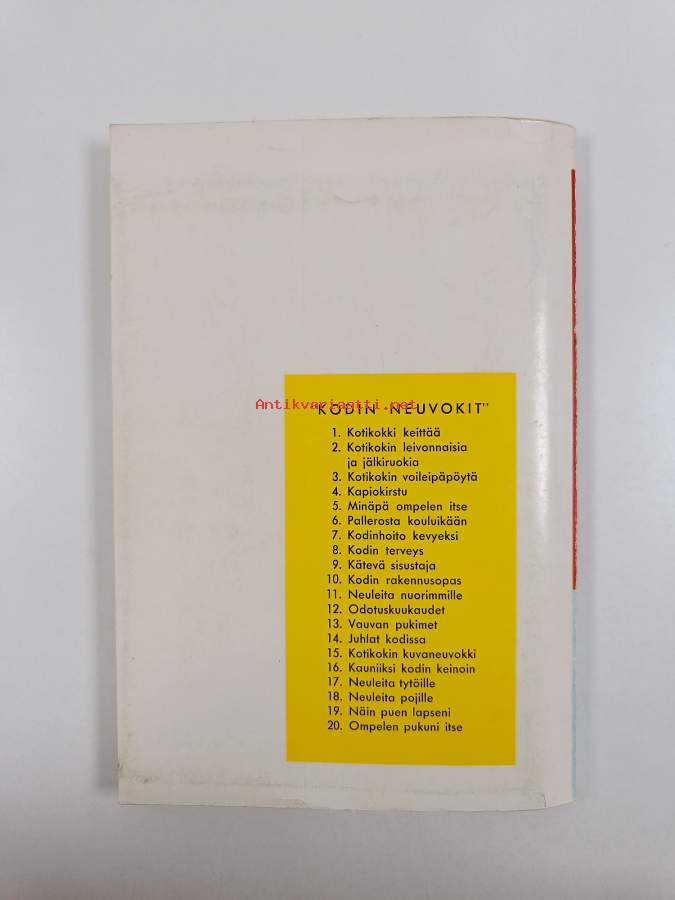 Antikvariaatti.net
"KODIN NEUVOKIT"
1. Kotikokki keittää
2. Kotikokin leivonnaisia
ja jälkiruokia
3. Kotikokin voileipäpöytä
4. Kapiokirstu
5. Minäpä ompelen itse
6. Pallerosta kouluikään
7. Kodinhoito kevyeksi
8. Kodin terveys
9. Kätevä sisustaja
10. Kodin rakennusopas
11. Neuleita nuorimmille
12. Odotuskuukaudet
13. Vauvan pukimet
14. Juhlat kodissa
15. Kotikokin kuvaneuvokki
16. Kauniiksi kodin keinoin
17. Neuleita tytöille
18. Neuleita pojille
19. Näin puen lapseni
20. Ompelen pukuni itse